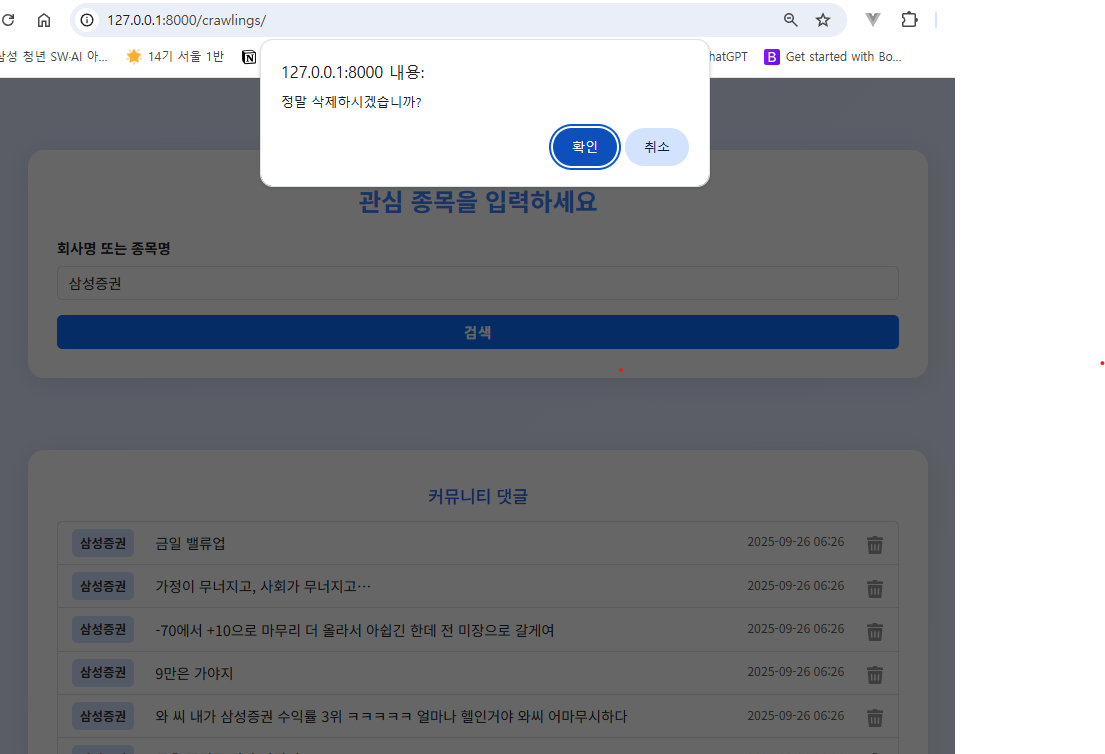 127.0.0.1:8000/crawlings/
삼성 청년 SW·AI 아... 14기 서울 1반 hatGPT Get started with Bo...
127.0.0.1:8000 내용:
정말 삭제하시겠습니까?
확인 취소
관심 종목을 입력하세요
회사명 또는 종목명
삼성증권
검색
커뮤니티 댓글
삼성증권 금일 밸류업 2025-09-26 06:26
삼성증권 가정이 무너지고, 사회가 무너지고… 2025-09-26 06:26
삼성증권 -70에서 +10으로 마무리 더 올라서 아쉽긴 한데 전 미장으로 갈게여 2025-09-26 06:26
삼성증권 9만은 가야지 2025-09-26 06:26
삼성증권 와 씨 내가 삼성증권 수익률 3위 ㅋㅋㅋㅋㅋ 얼마나 헬인거야 와씨 어마무시하다 2025-09-26 06:26